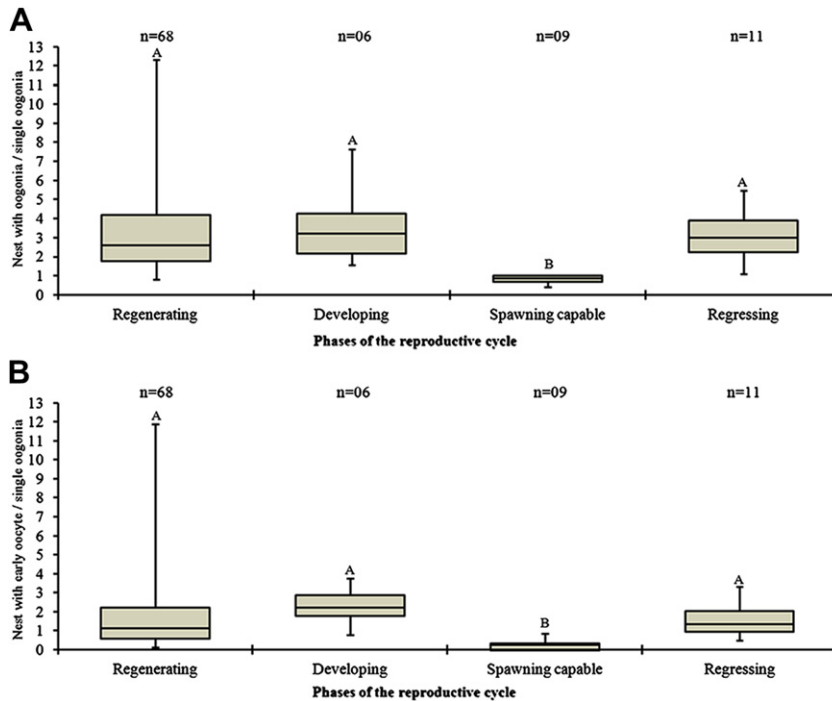 A
n=68 n=06 n=09 n=11
Nest with oogonia / single oogonia
13
12
11
10
9
8
7
6
5
4
3
2
1
0
A A B A
Regenerating Developing Spawning capable Regressing
Phases of the reproductive cycle
B
n=68 n=06 n=09 n=11
Nest with early oocyte / single oogonia
13
12
11
10
9
8
7
6
5
4
3
2
1
0
A A B A
Regenerating Developing Spawning capable Regressing
Phases of the reproductive cycle